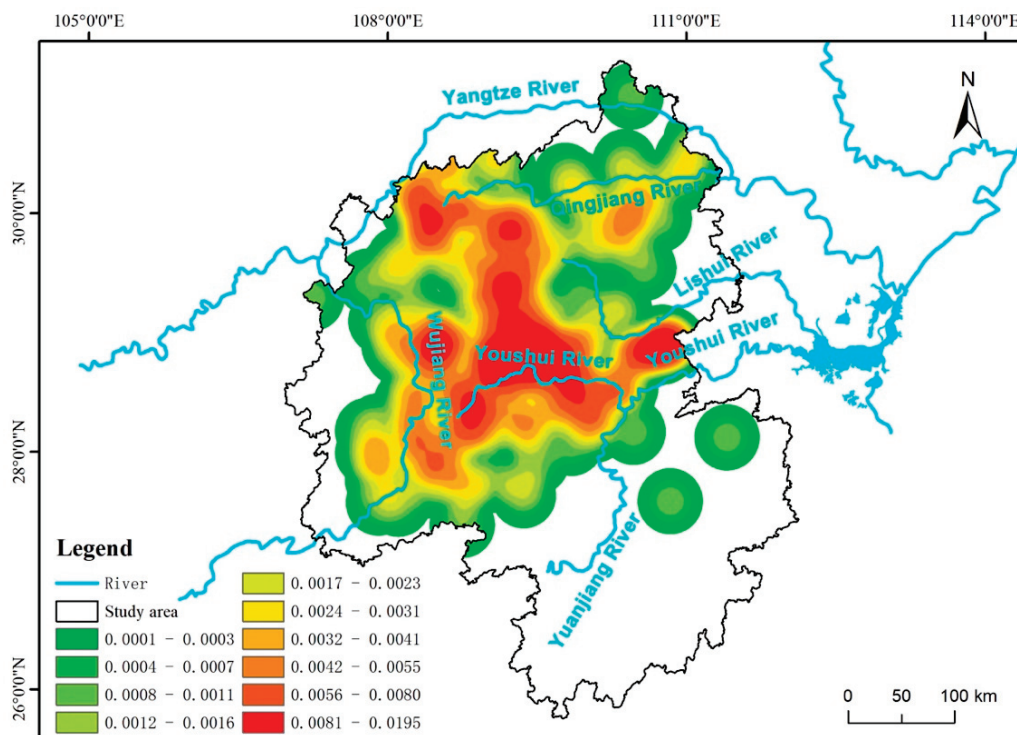 105°0'0"E
108°0'0"E
111°0'0"E
114°0'0"E
N
Yangtze River
Qingjiang River
30°0'0"N
Lishui River
Wujiang River
Youshui River
Youshui River
28°0'0"N
Yuanjiang River
26°0'0"N
Legend
River
Study area
0.0001 - 0.0003
0.0004 - 0.0007
0.0008 - 0.0011
0.0012 - 0.0016
0.0017 - 0.0023
0.0024 - 0.0031
0.0032 - 0.0041
0.0042 - 0.0055
0.0056 - 0.0080
0.0081 - 0.0195
0 50 100 km